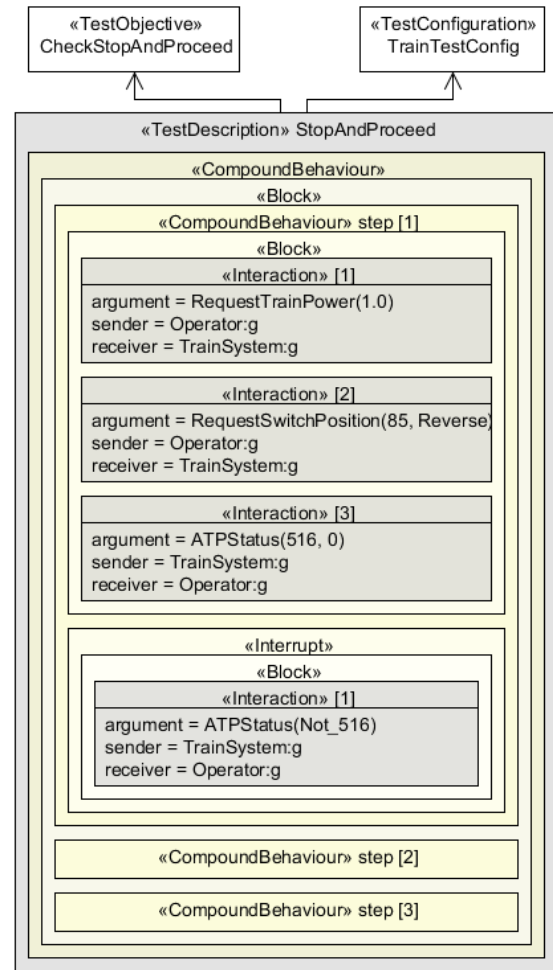 «TestObjective»
CheckStopAndProceed
«TestConfiguration»
TrainTestConfig
«TestDescription» StopAndProceed
«CompoundBehaviour»
«Block»
«CompoundBehaviour» step [1]
«Block»
«Interaction» [1]
argument = RequestTrainPower(1.0)
sender = Operator:g
receiver = TrainSystem:g
«Interaction» [2]
argument = RequestSwitchPosition(85, Reverse)
sender = Operator:g
receiver = TrainSystem:g
«Interaction» [3]
argument = ATPStatus(516, 0)
sender = TrainSystem:g
receiver = Operator:g
«Interrupt»
«Block»
«Interaction» [1]
argument = ATPStatus(Not_516)
sender = TrainSystem:g
receiver = Operator:g
«CompoundBehaviour» step [2]
«CompoundBehaviour» step [3]